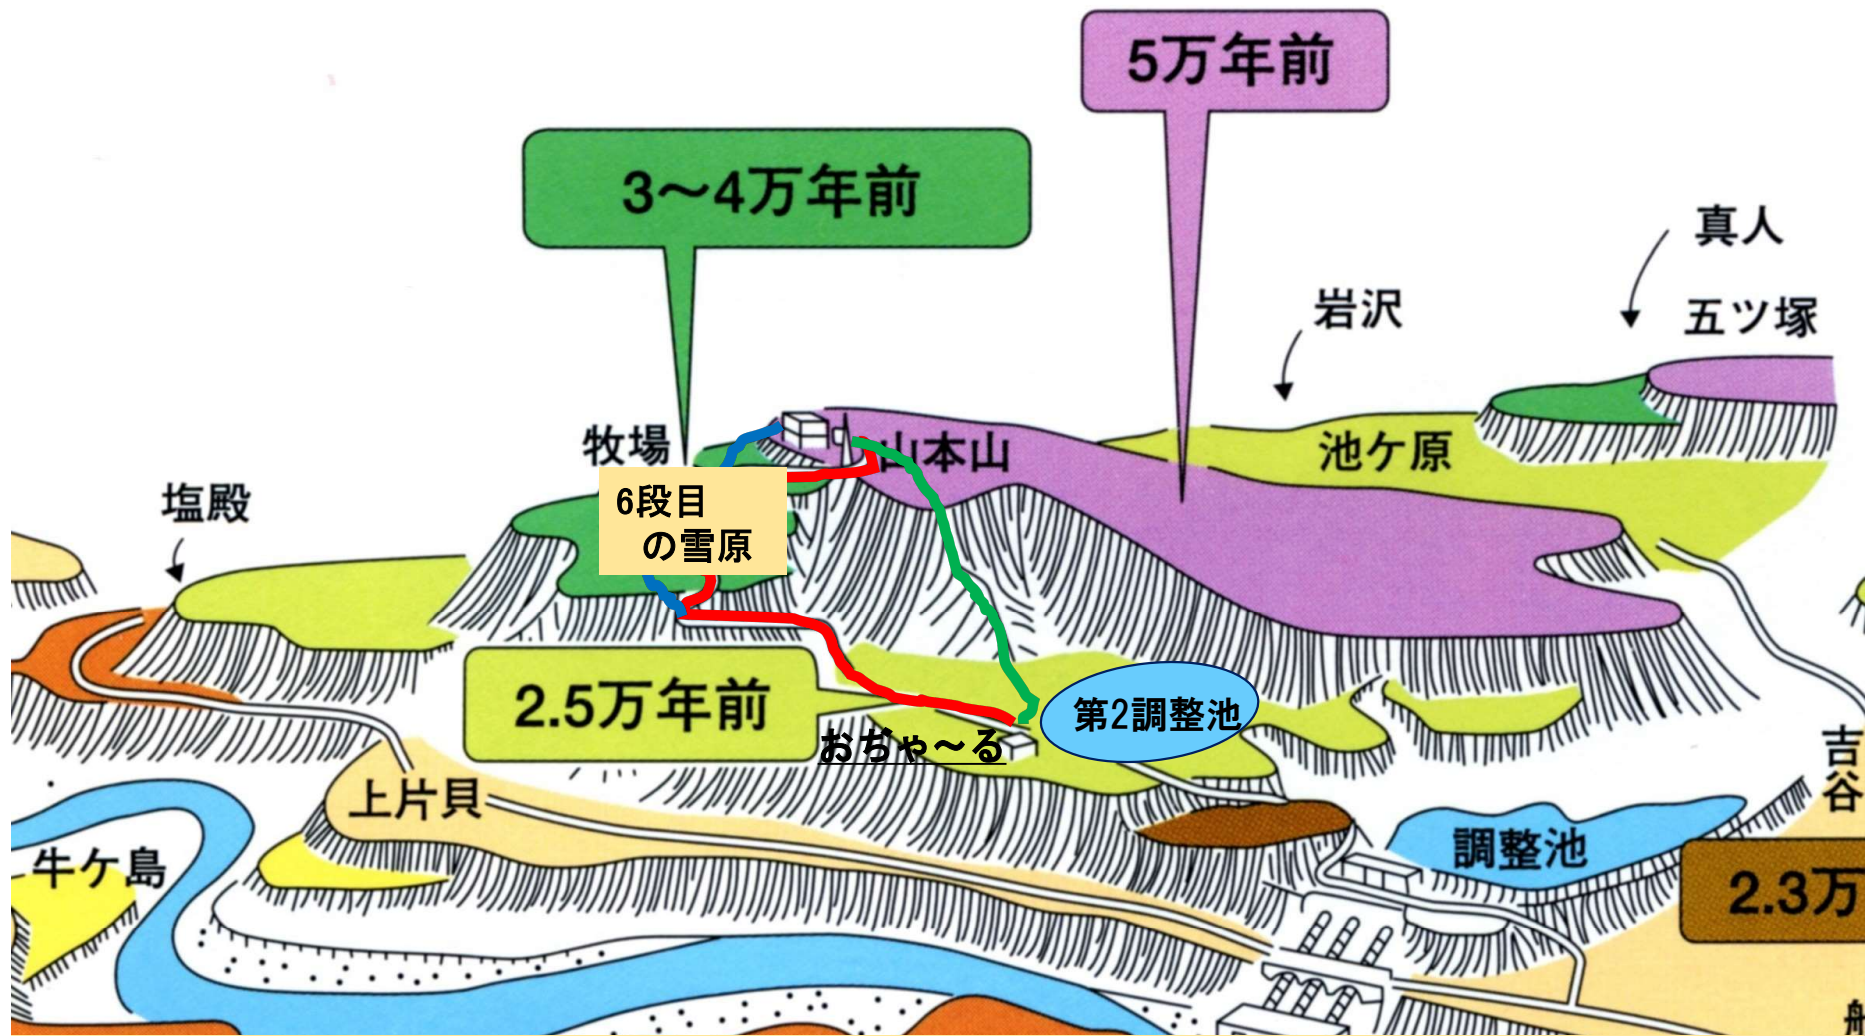 5万年前
3～4万年前
真人
岩沢
五ツ塚
牧場
山本山
池ケ原
塩殿
6段目
の雪原
2.5万年前
第2調整池
おぢゃ～る
吉谷
上片貝
調整池
牛ケ島
2.3万